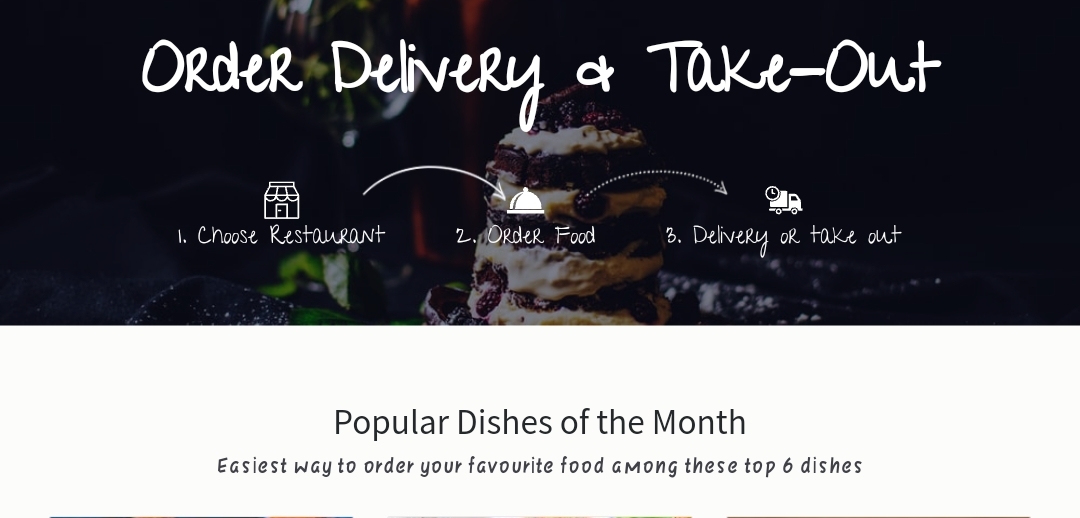 Order Delivery & Take-Out
1. Choose Restaurant
2. Order Food
3. Delivery or take out
Popular Dishes of the Month
Easiest way to order your favourite food among these top 6 dishes